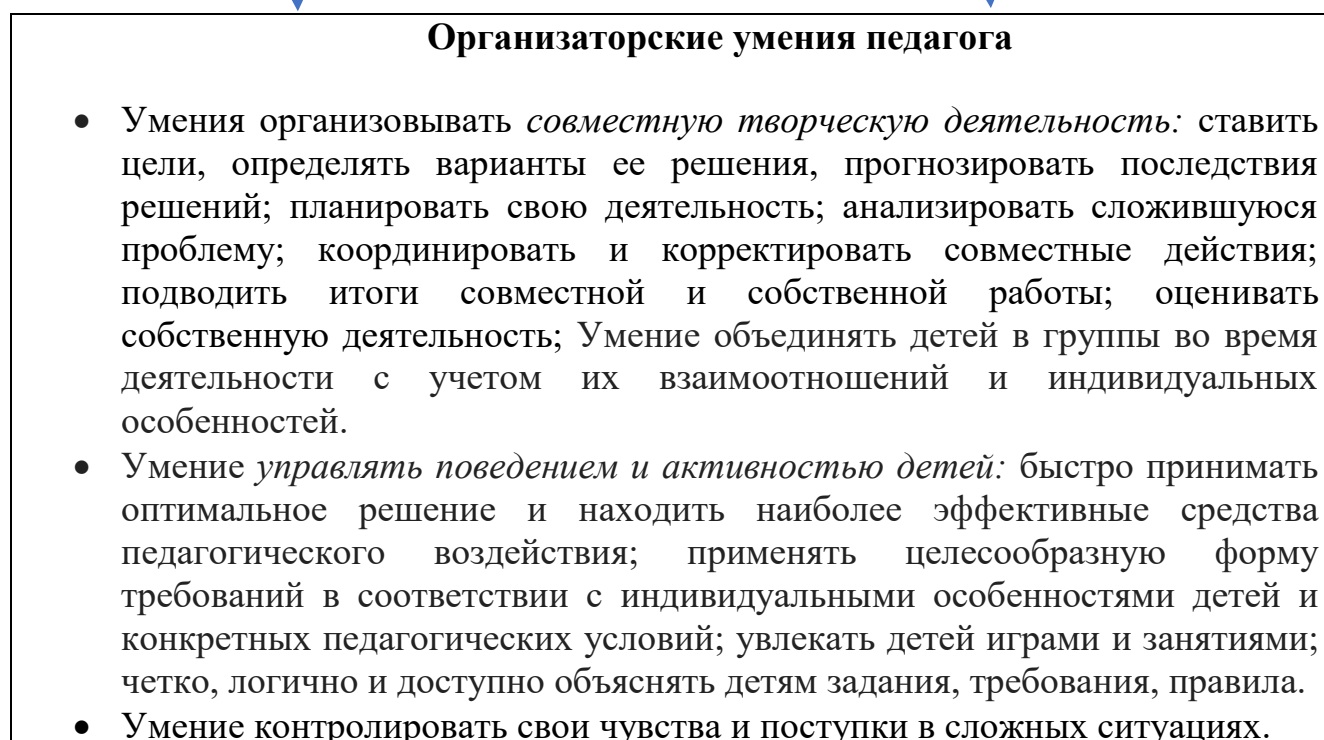 Организаторские умения педагога
• Умения организовывать совместную творческую деятельность: ставить
цели, определять варианты ее решения, прогнозировать последствия
решений; планировать свою деятельность; анализировать сложившуюся
проблему; координировать и корректировать совместные действия;
подводить итоги совместной и собственной работы; оценивать
собственную деятельность; Умение объединять детей в группы во время
деятельности с учетом их взаимоотношений и индивидуальных
особенностей.
• Умение управлять поведением и активностью детей: быстро принимать
оптимальное решение и находить наиболее эффективные средства
педагогического воздействия; применять целесообразную форму
требований в соответствии с индивидуальными особенностями детей и
конкретных педагогических условий; увлекать детей играми и занятиями;
четко, логично и доступно объяснять детям задания, требования, правила.
• Умение контролировать свои чувства и поступки в сложных ситуациях.